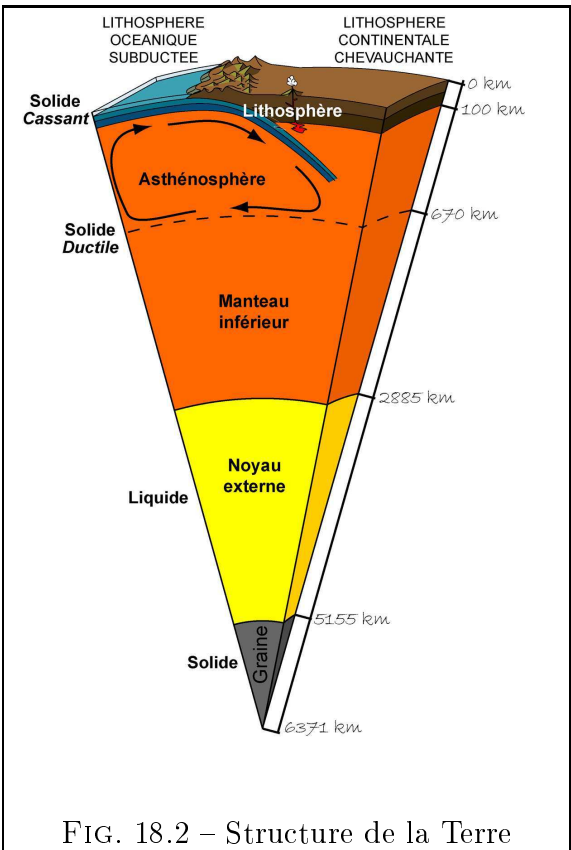 LITHOSPHERE
OCEANIQUE
SUBDUCTEE
LITHOSPHERE
CONTINENTALE
CHEVAUCHANTE
0 km
100 km
Solide
Cassant
Lithosphère
Asthénosphère
670 km
Solide
Ductile
Manteau
inférieur
2885 km
Noyau
externe
Liquide
5155 km
Solide
Graine
6371 km
FIG. 18.2 – Structure de la Terre